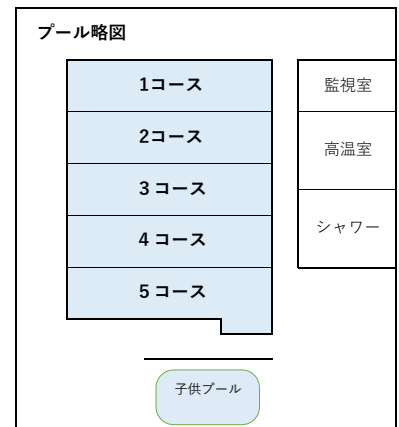 プール略図
1コース
2コース
3 コース
4 コース
5 コース
監視室
高温室
シャワー
子供プール